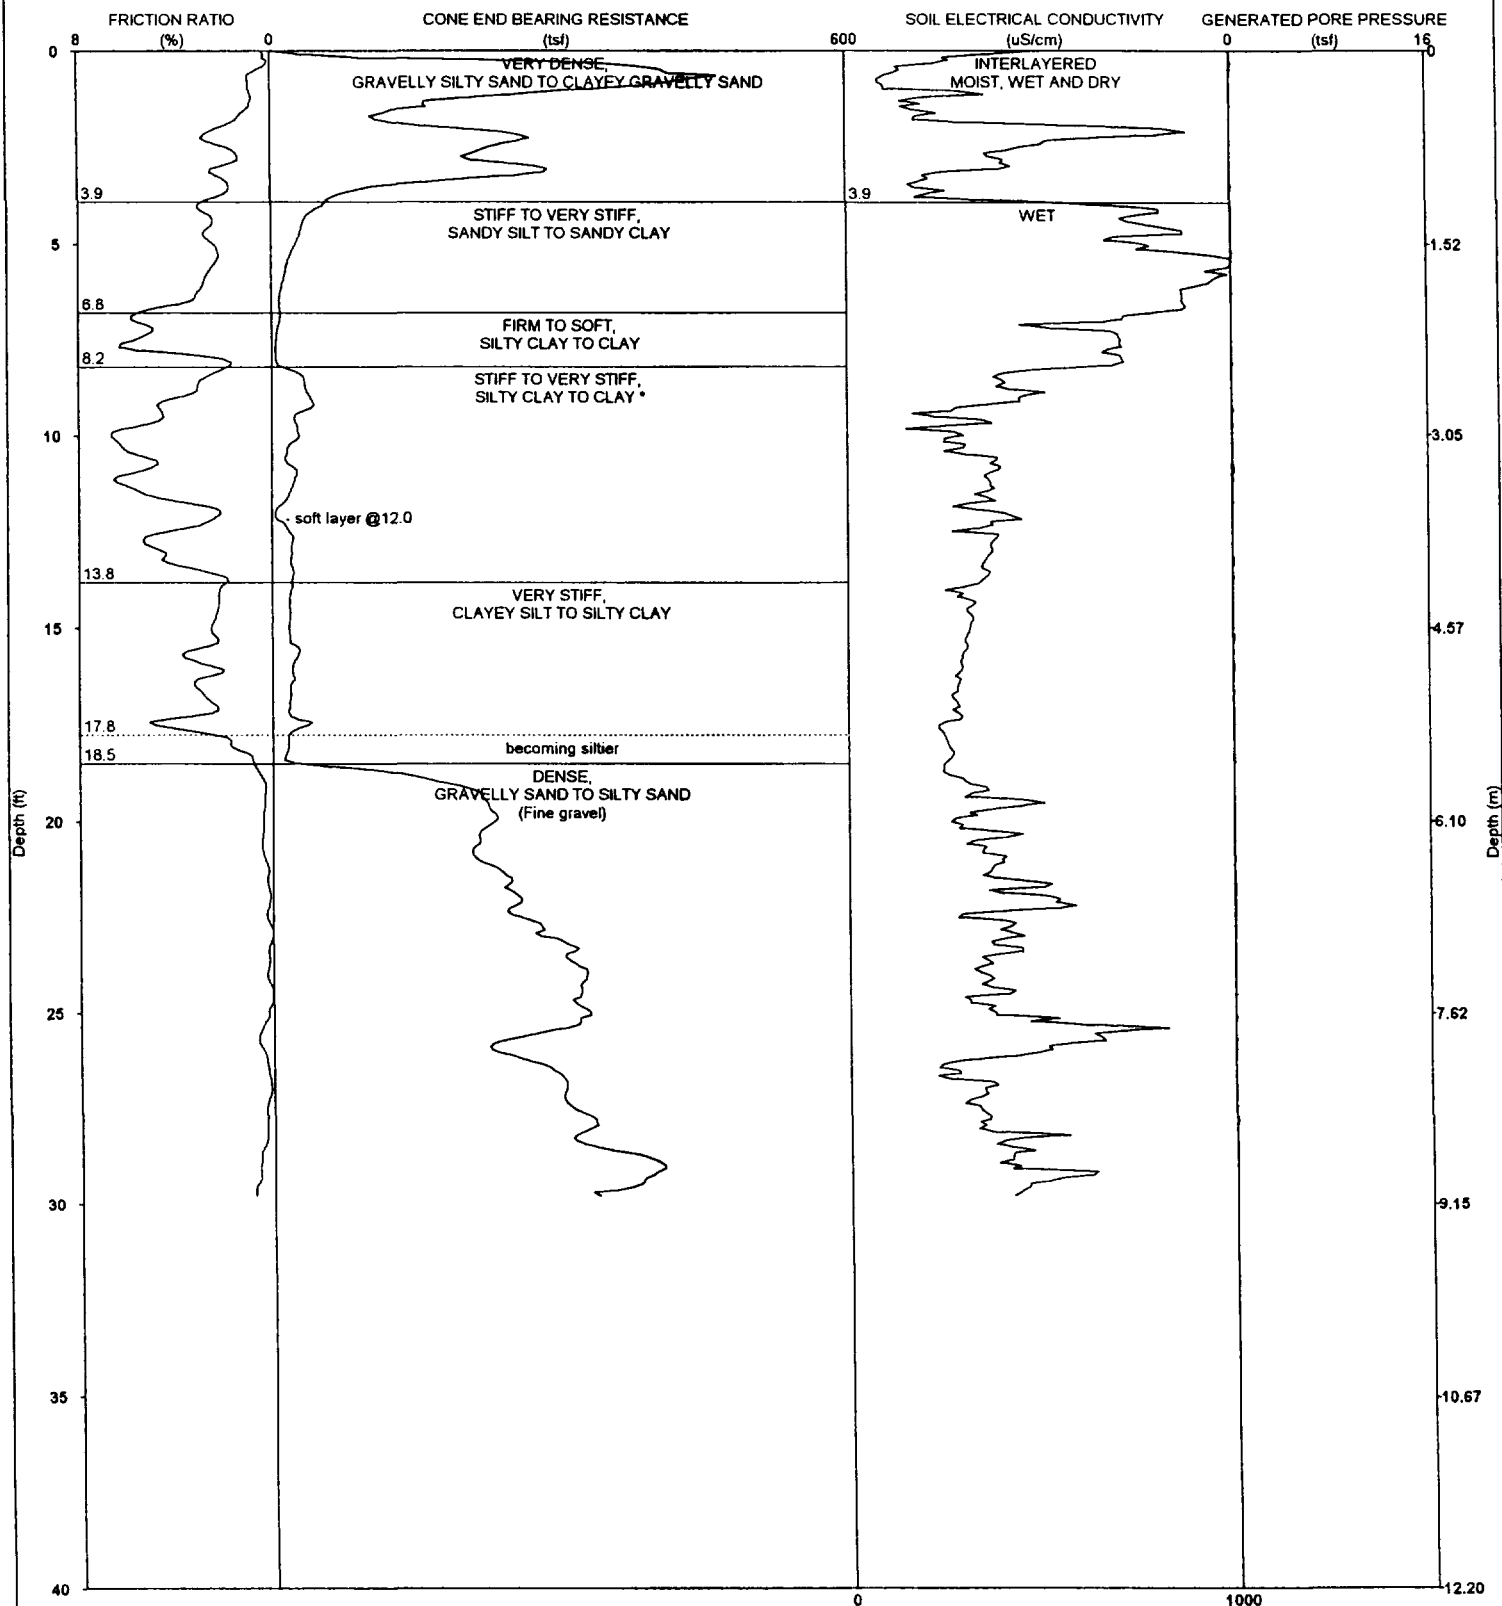 FRICTION RATIO
(%)
CONE END BEARING RESISTANCE
(tsf)
SOIL ELECTRICAL CONDUCTIVITY
(uS/cm)
GENERATED PORE PRESSURE
(tsf)
8
0
600
0
16
0
0
VERY DENSE,
GRAVELLY SILTY SAND TO CLAYEY GRAVELLY SAND
INTERLAYERED
MOIST, WET AND DRY
3.9
3.9
STIFF TO VERY STIFF,
SANDY SILT TO SANDY CLAY
WET
5
1.52
6.8
FIRM TO SOFT,
SILTY CLAY TO CLAY
8.2
STIFF TO VERY STIFF,
SILTY CLAY TO CLAY *
10
3.05
soft layer @12.0
13.8
VERY STIFF,
CLAYEY SILT TO SILTY CLAY
15
4.57
17.8
becoming siltier
18.5
DENSE,
GRAVELLY SAND TO SILTY SAND
(Fine gravel)
Depth (ft)
Depth (m)
20
6.10
25
7.62
30
9.15
35
10.67
40
12.20
0
1000